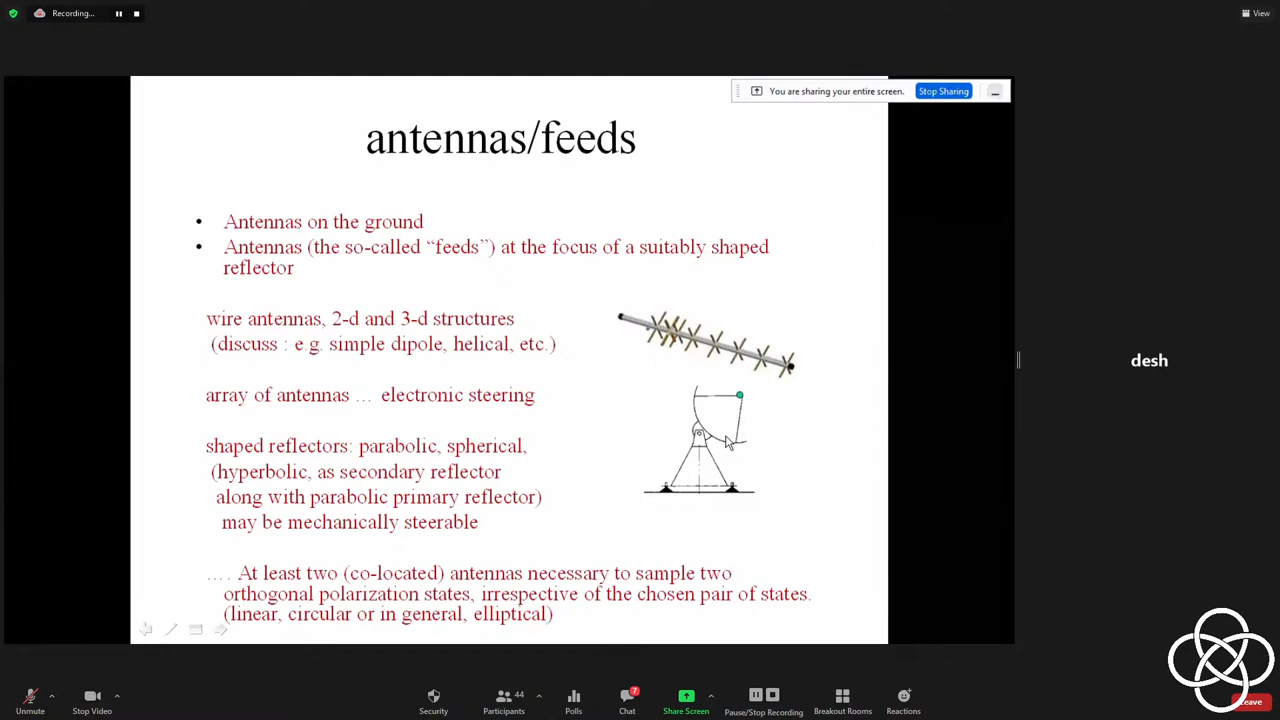 Recording...
View
You are sharing your entire screen.
Stop Sharing
antennas/feeds
• Antennas on the ground
• Antennas (the so-called “feeds”) at the focus of a suitably shaped
reflector
wire antennas, 2-d and 3-d structures
(discuss : e.g. simple dipole, helical, etc.)
array of antennas … electronic steering
shaped reflectors: parabolic, spherical,
(hyperbolic, as secondary reflector
along with parabolic primary reflector)
may be mechanically steerable
…. At least two (co-located) antennas necessary to sample two
orthogonal polarization states, irrespective of the chosen pair of states.
(linear, circular or in general, elliptical)
desh
Unmute
Stop Video
Security
44
Participants
Polls
7
Chat
Share Screen
Pause/Stop Recording
Breakout Rooms
Reactions
Leave